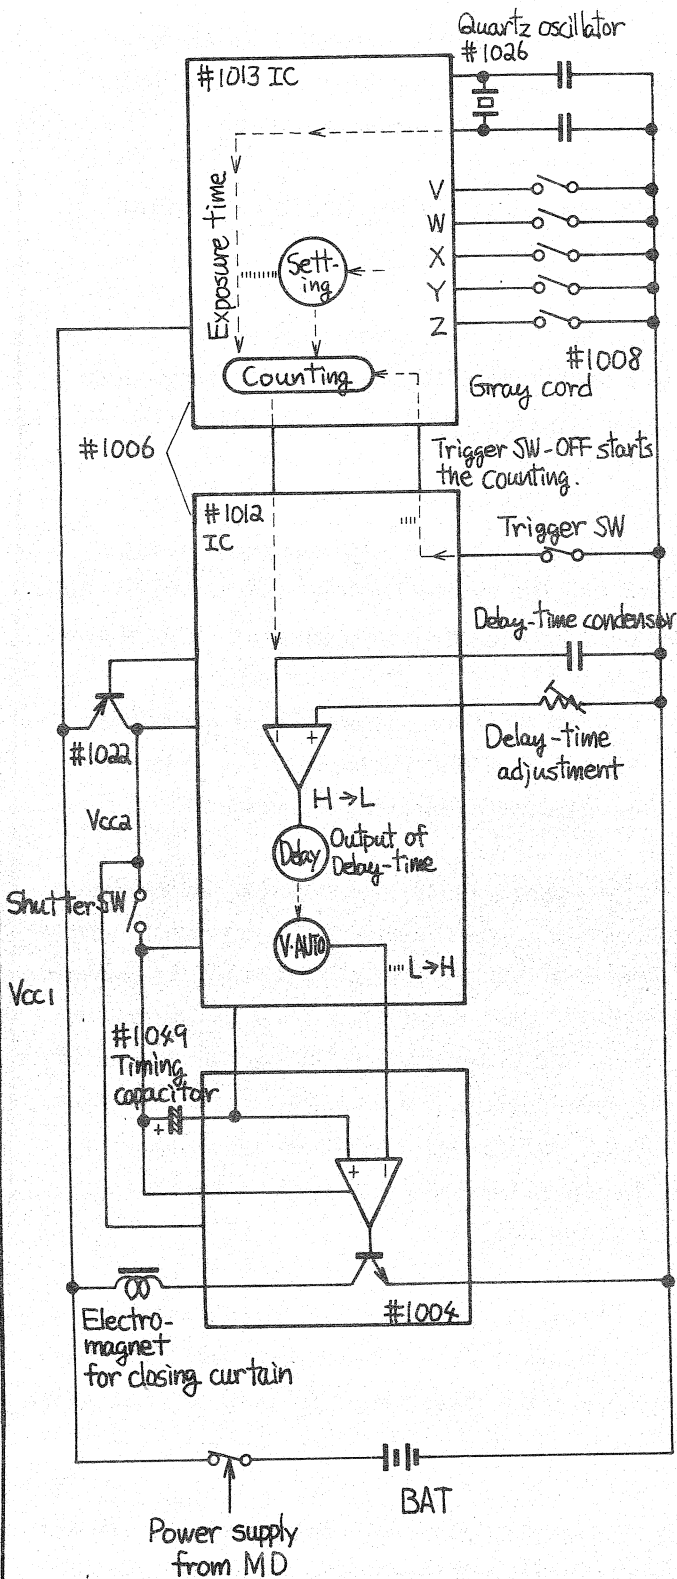 Quartz oscillator
#1026
#1013 IC
Exposure time
Sett-
ing
Counting
V
W
X
Y
Z
#1008
Gray cord
#1006
Trigger SW-OFF starts
the counting.
#1012
IC
Trigger SW
Delay-time condensor
Delay-time
adjustment
#1022
- +
H→L
Vcc2
Delay
Output of
Delay-time
Shutter SW
V·AUTO
L→H
Vcc1
#1049
Timing
capacitor
+
+ -
#1004
Electro-
magnet
for closing curtain
BAT
Power supply
from MD